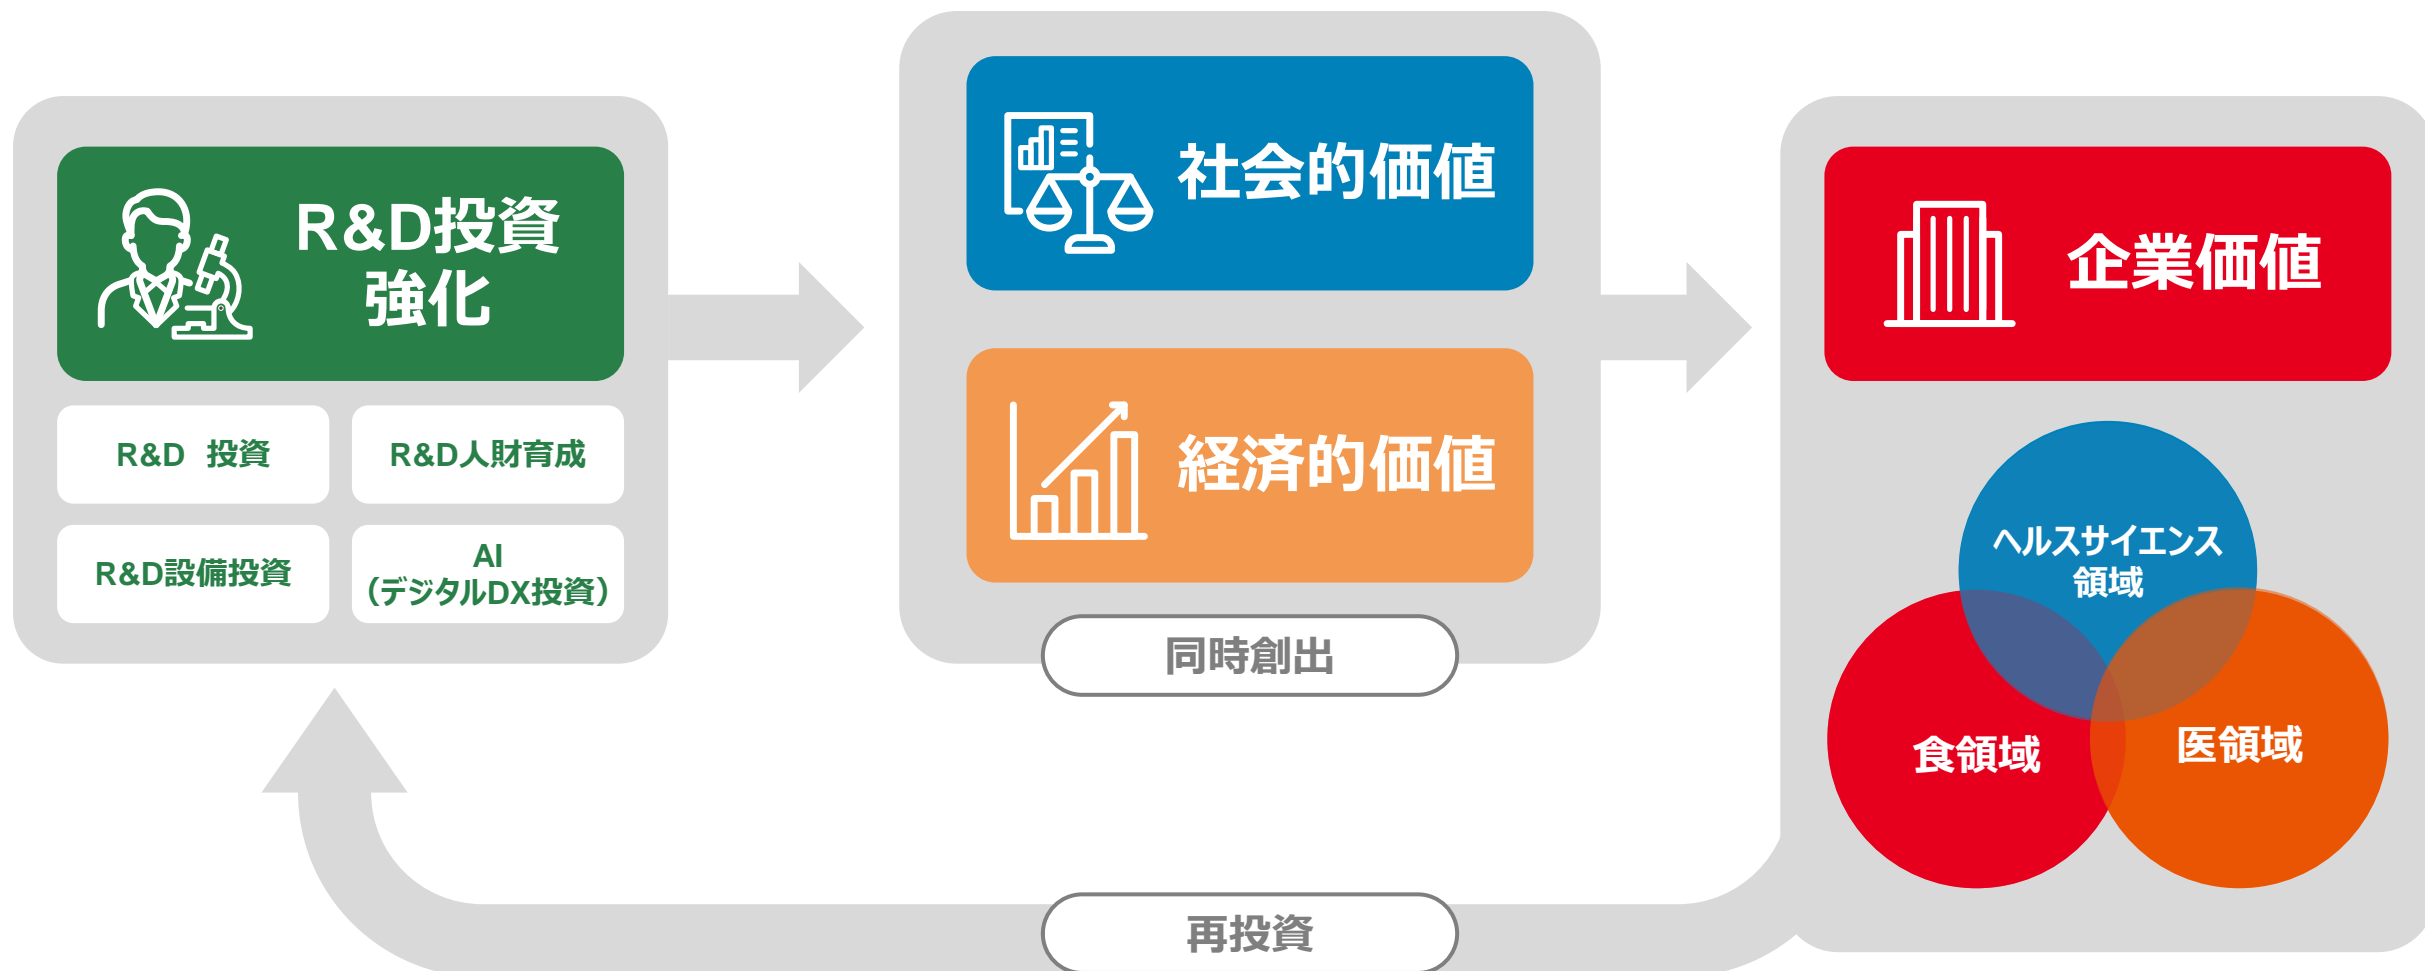 R&D投資
強化
R&D 投資
R&D人財育成
R&D設備投資
AI
（デジタルDX投資）
社会的価値
経済的価値
同時創出
企業価値
ヘルスサイエンス
領域
食領域
医領域
再投資